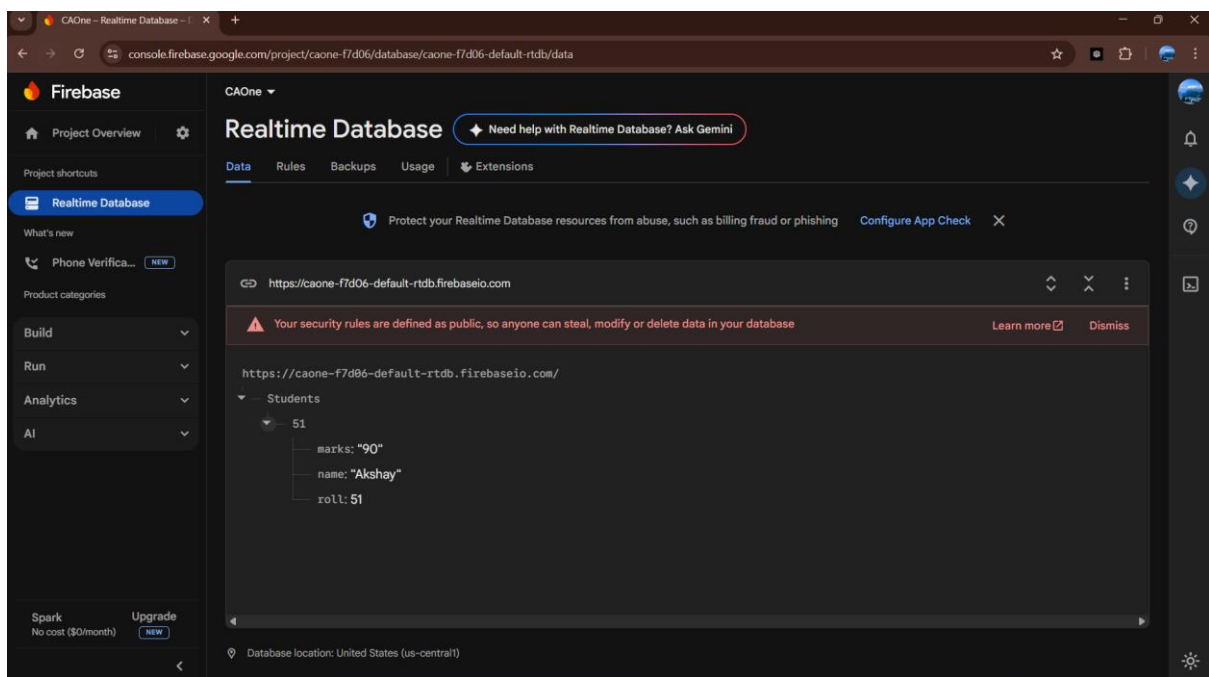 CAOne – Realtime Database –
console.firebase.google.com/project/caone-f7d06/database/caone-f7d06-default-rtdb/data
Firebase
Project Overview
Project shortcuts
Realtime Database
What's new
Phone Verifica... NEW
Product categories
Build
Run
Analytics
AI
Spark
No cost ($0/month)
Upgrade
NEW
CAOne
Realtime Database
Need help with Realtime Database? Ask Gemini
Data Rules Backups Usage Extensions
Protect your Realtime Database resources from abuse, such as billing fraud or phishing Configure App Check
https://caone-f7d06-default-rtdb.firebaseio.com
Your security rules are defined as public, so anyone can steal, modify or delete data in your database Learn more Dismiss
https://caone-f7d06-default-rtdb.firebaseio.com/
Students
51
marks: "90"
name: "Akshay"
roll: 51
Database location: United States (us-central1)